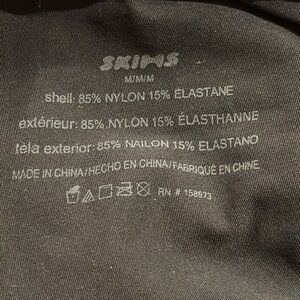 SKIMS
M/M/M
shell: 85% NYLON 15% ELASTANE
extérieur: 85% NYLON 15% ÉLASTHANNE
tela exterior: 85% NAILON 15% ELASTANO
MADE IN CHINA/HECHO EN CHINA/FABRIQUÉ EN CHINE
RN # 158973